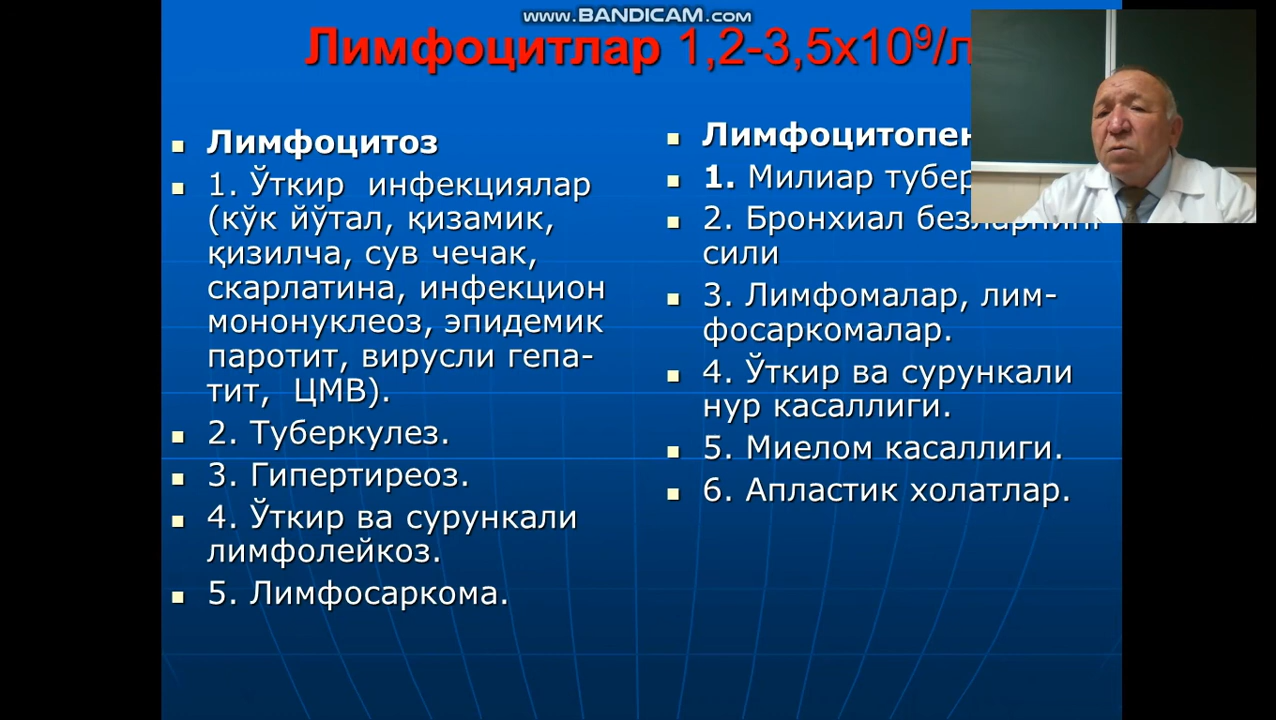 www.BANDICAM.com
Лимфоцитлар 1,2-3,5х10⁹/л
Лимфоцитоз
1. Ўткир инфекциялар
(кўк йўтал, қизамик,
қизилча, сув чечак,
скарлатина, инфекцион
мононуклеоз, эпидемик
паротит, вирусли гепа-
тит, ЦМВ).
2. Туберкулез.
3. Гипертиреоз.
4. Ўткир ва сурункали
лимфолейкоз.
5. Лимфосаркома.
1. Милиар
2. Бронхиал безларнинг
сили
3. Лимфомалар, лим-
фосаркомалар.
4. Ўткир ва сурункали
нур касаллиги.
5. Миелом касаллиги.
6. Апластик холатлар.